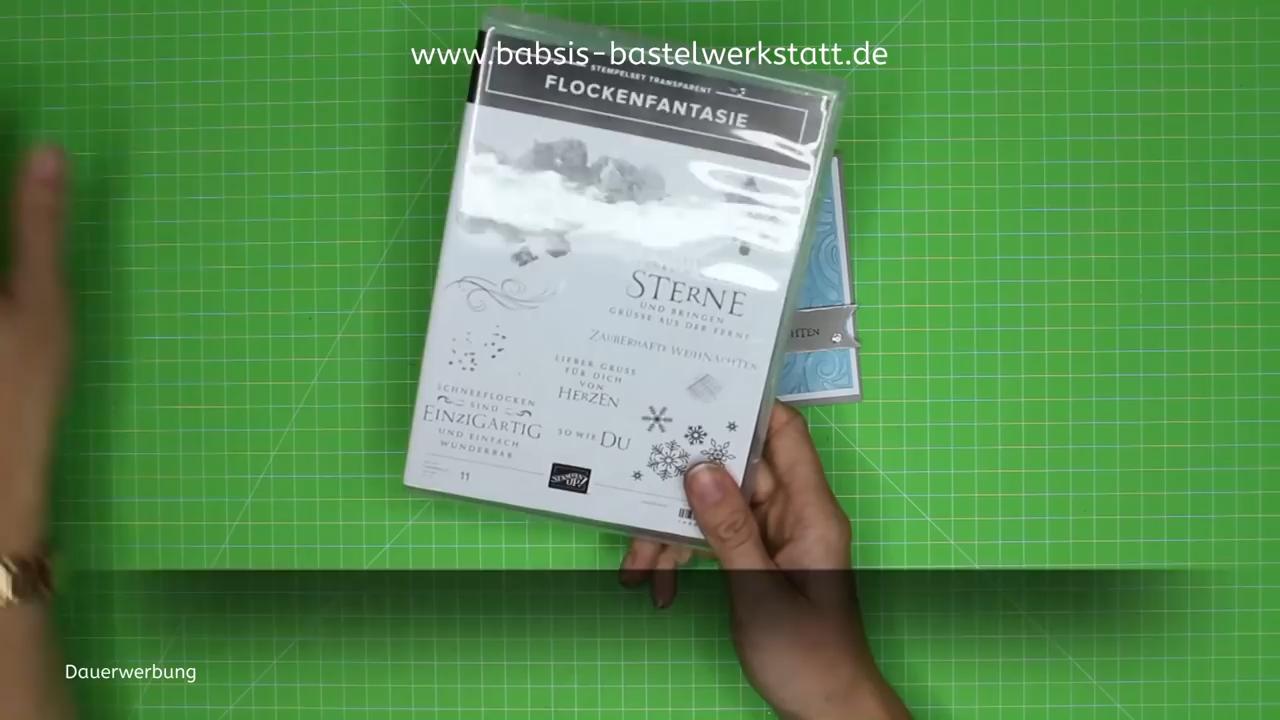 www.babsis-bastelwerkstatt.de
STEMPELSET TRANSPARENT
FLOCKENFANTASIE
STERNE
UND BRINGEN
GRÜSSE AUS DER FERNE
ZAUBERHAFTE WEIHNACHTEN
HTEN
LIEBER GRUSS
FÜR DICH
VON
HERZEN
SCHNEEFLOCKEN
SIND
EINZIGARTIG
UND EINFACH
WUNDERBAR
SO WIE DU
11
STAMPIN' UP!
Dauerwerbung